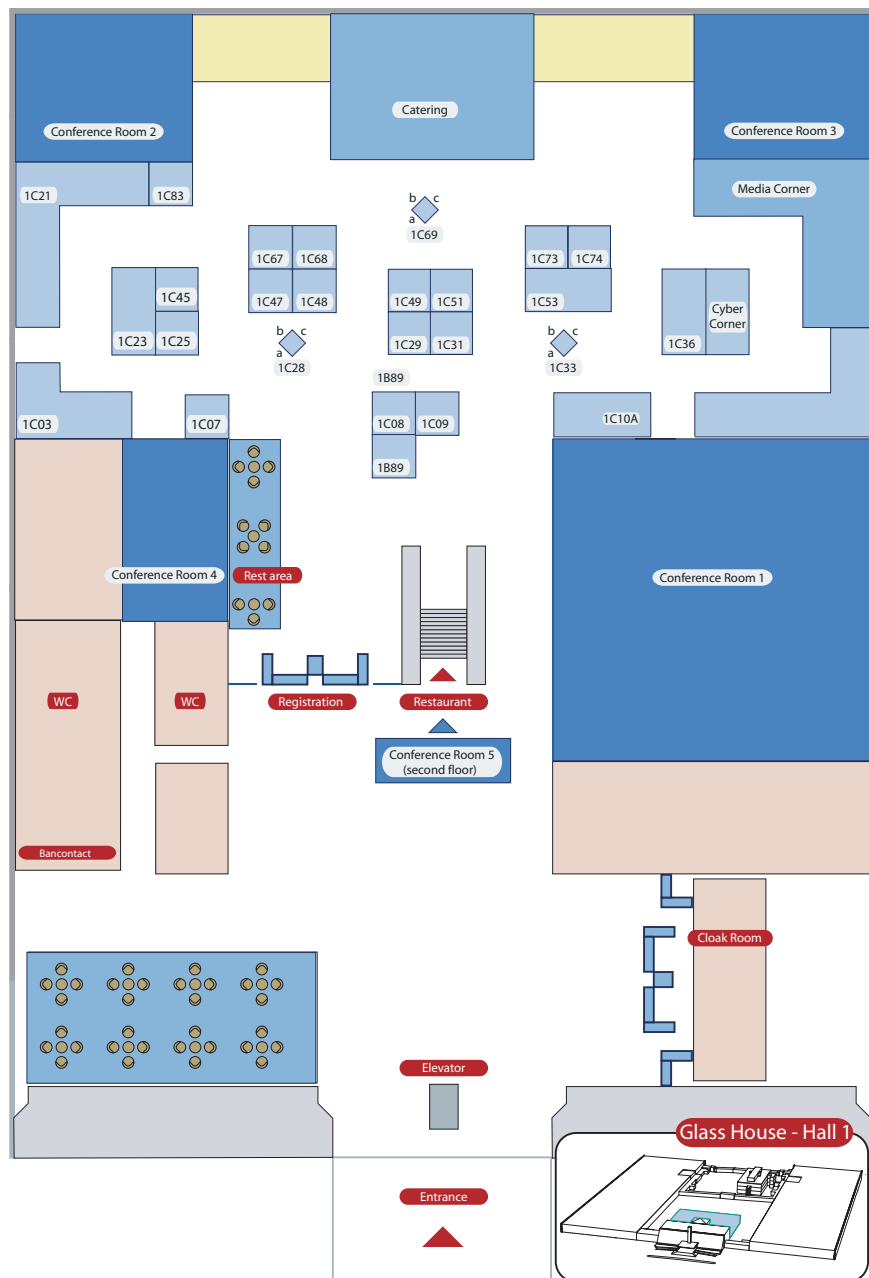 Catering
Conference Room 2
Conference Room 3
1C21
1C83
Media Corner
b c
a
1C69
1C67
1C68
1C73
1C74
1C45
1C47
1C48
1C49
1C51
1C53
Cyber
Corner
1C23
1C25
1C29
1C31
1C36
b c
a
1C28
b c
a
1C33
1B89
1C03
1C07
1C08
1C09
1C10A
1B89
Conference Room 4
Rest area
Conference Room 1
WC
WC
Registration
Restaurant
Conference Room 5
(second floor)
Bancontact
Cloak Room
Elevator
Glass House - Hall 1
Entrance